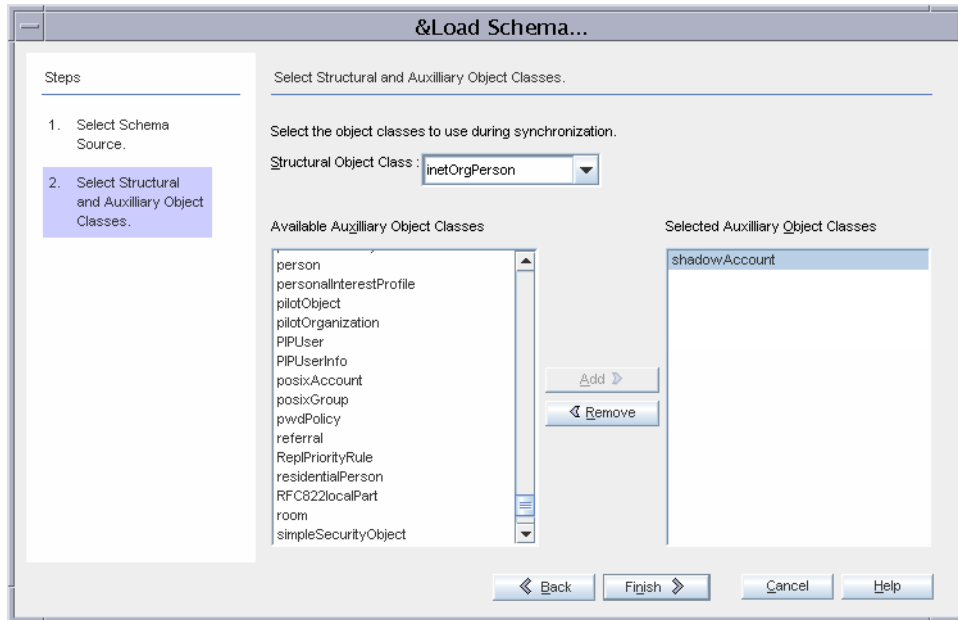 &Load Schema...
Steps
1. Select Schema
Source.
2. Select Structural
and Auxilliary Object
Classes.
Select Structural and Auxilliary Object Classes.
Select the object classes to use during synchronization.
Structural Object Class :
inetOrgPerson
Available Auxilliary Object Classes
person
personalInterestProfile
pilotObject
pilotOrganization
PIPUser
PIPUserInfo
posixAccount
posixGroup
pwdPolicy
referral
ReplPriorityRule
residentialPerson
RFC822localPart
room
simpleSecurityObject
Add
Remove
Selected Auxilliary Object Classes
shadowAccount
Back
Finish
Cancel
Help